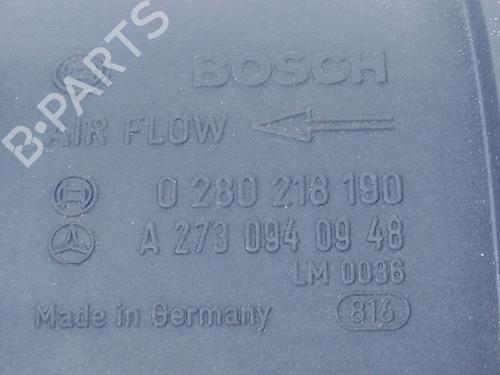 BOSCH
AIR FLOW
0 280 218 190
A 273 094 09 48
LM 0036
Made in Germany 816
B-PARTS